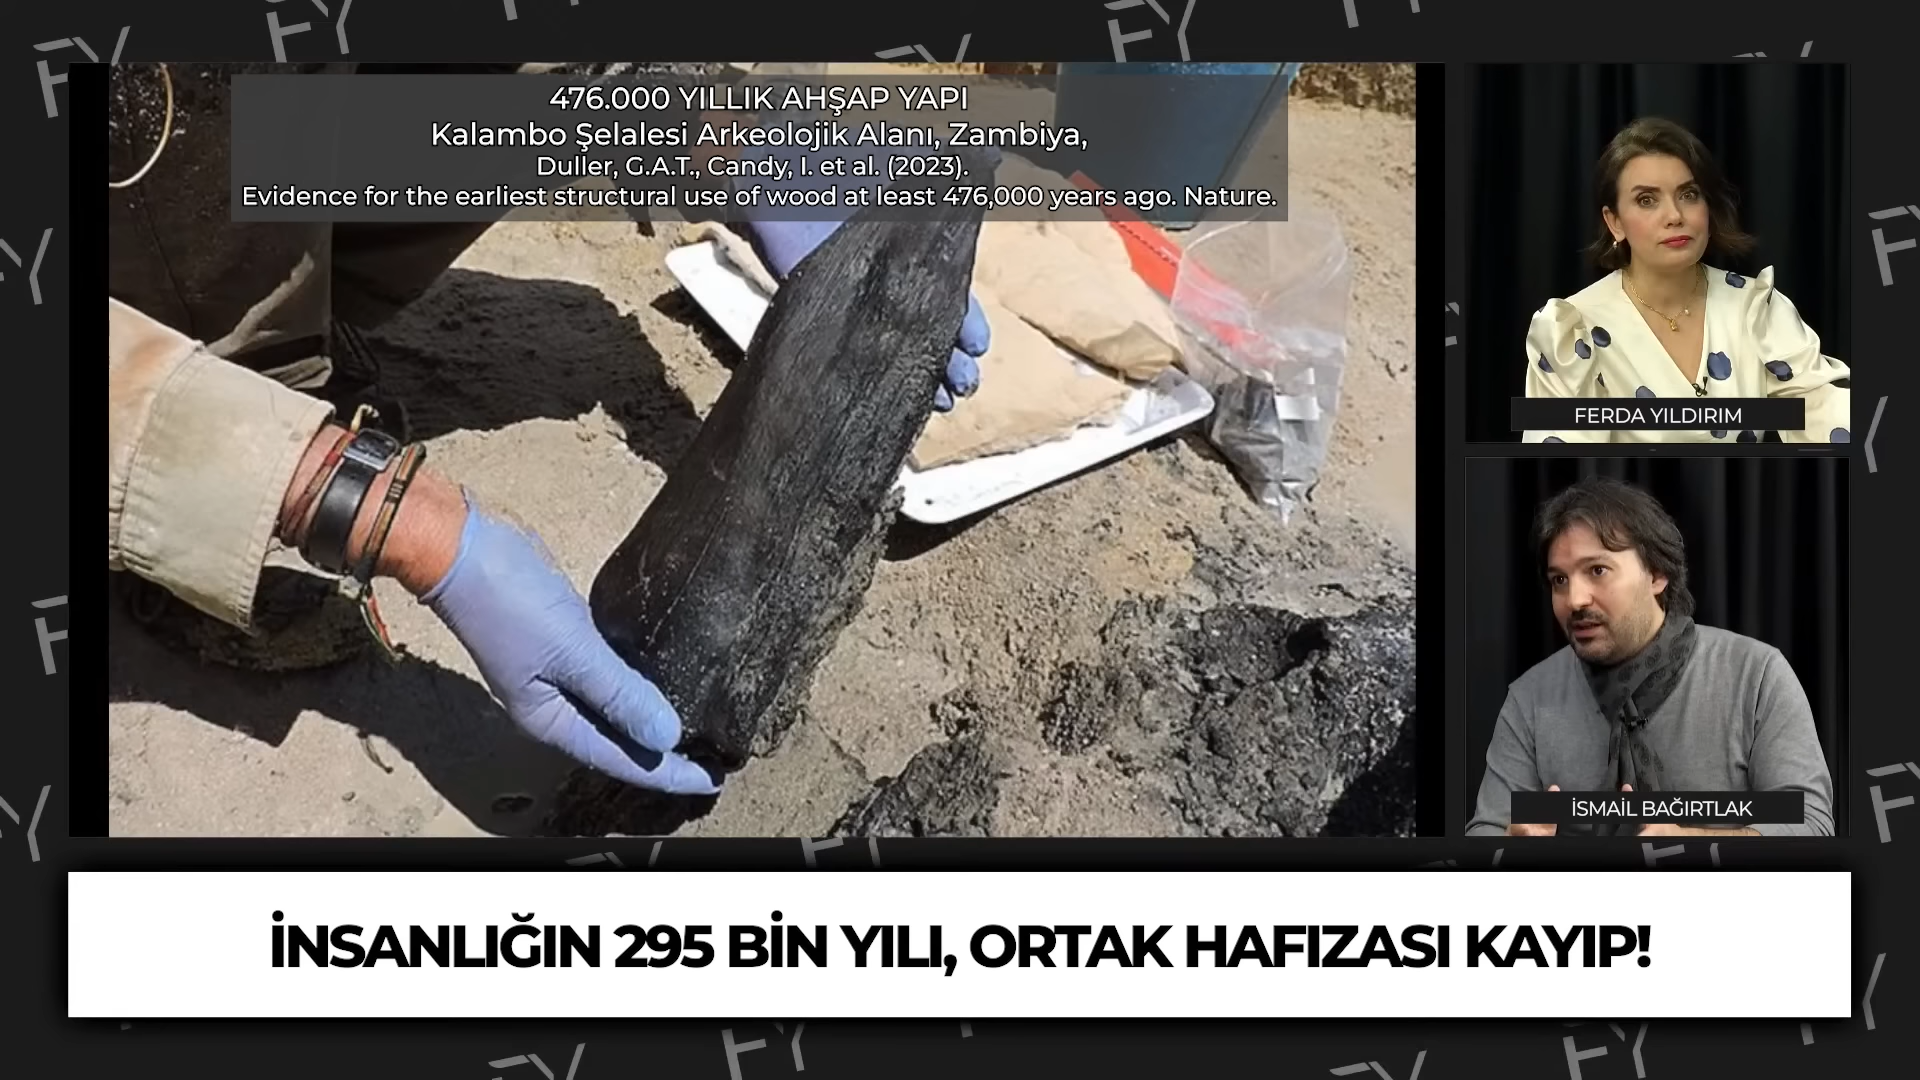 476.000 YILLIK AHŞAP YAPI
Kalambo Şelalesi Arkeolojik Alanı, Zambiya,
Duller, G.A.T., Candy, I. et al. (2023).
Evidence for the earliest structural use of wood at least 476,000 years ago. Nature.
FERDA YILDIRIM
İSMAİL BAĞIRTLAK
İNSANLIĞIN 295 BİN YILI, ORTAK HAFIZASI KAYIP!